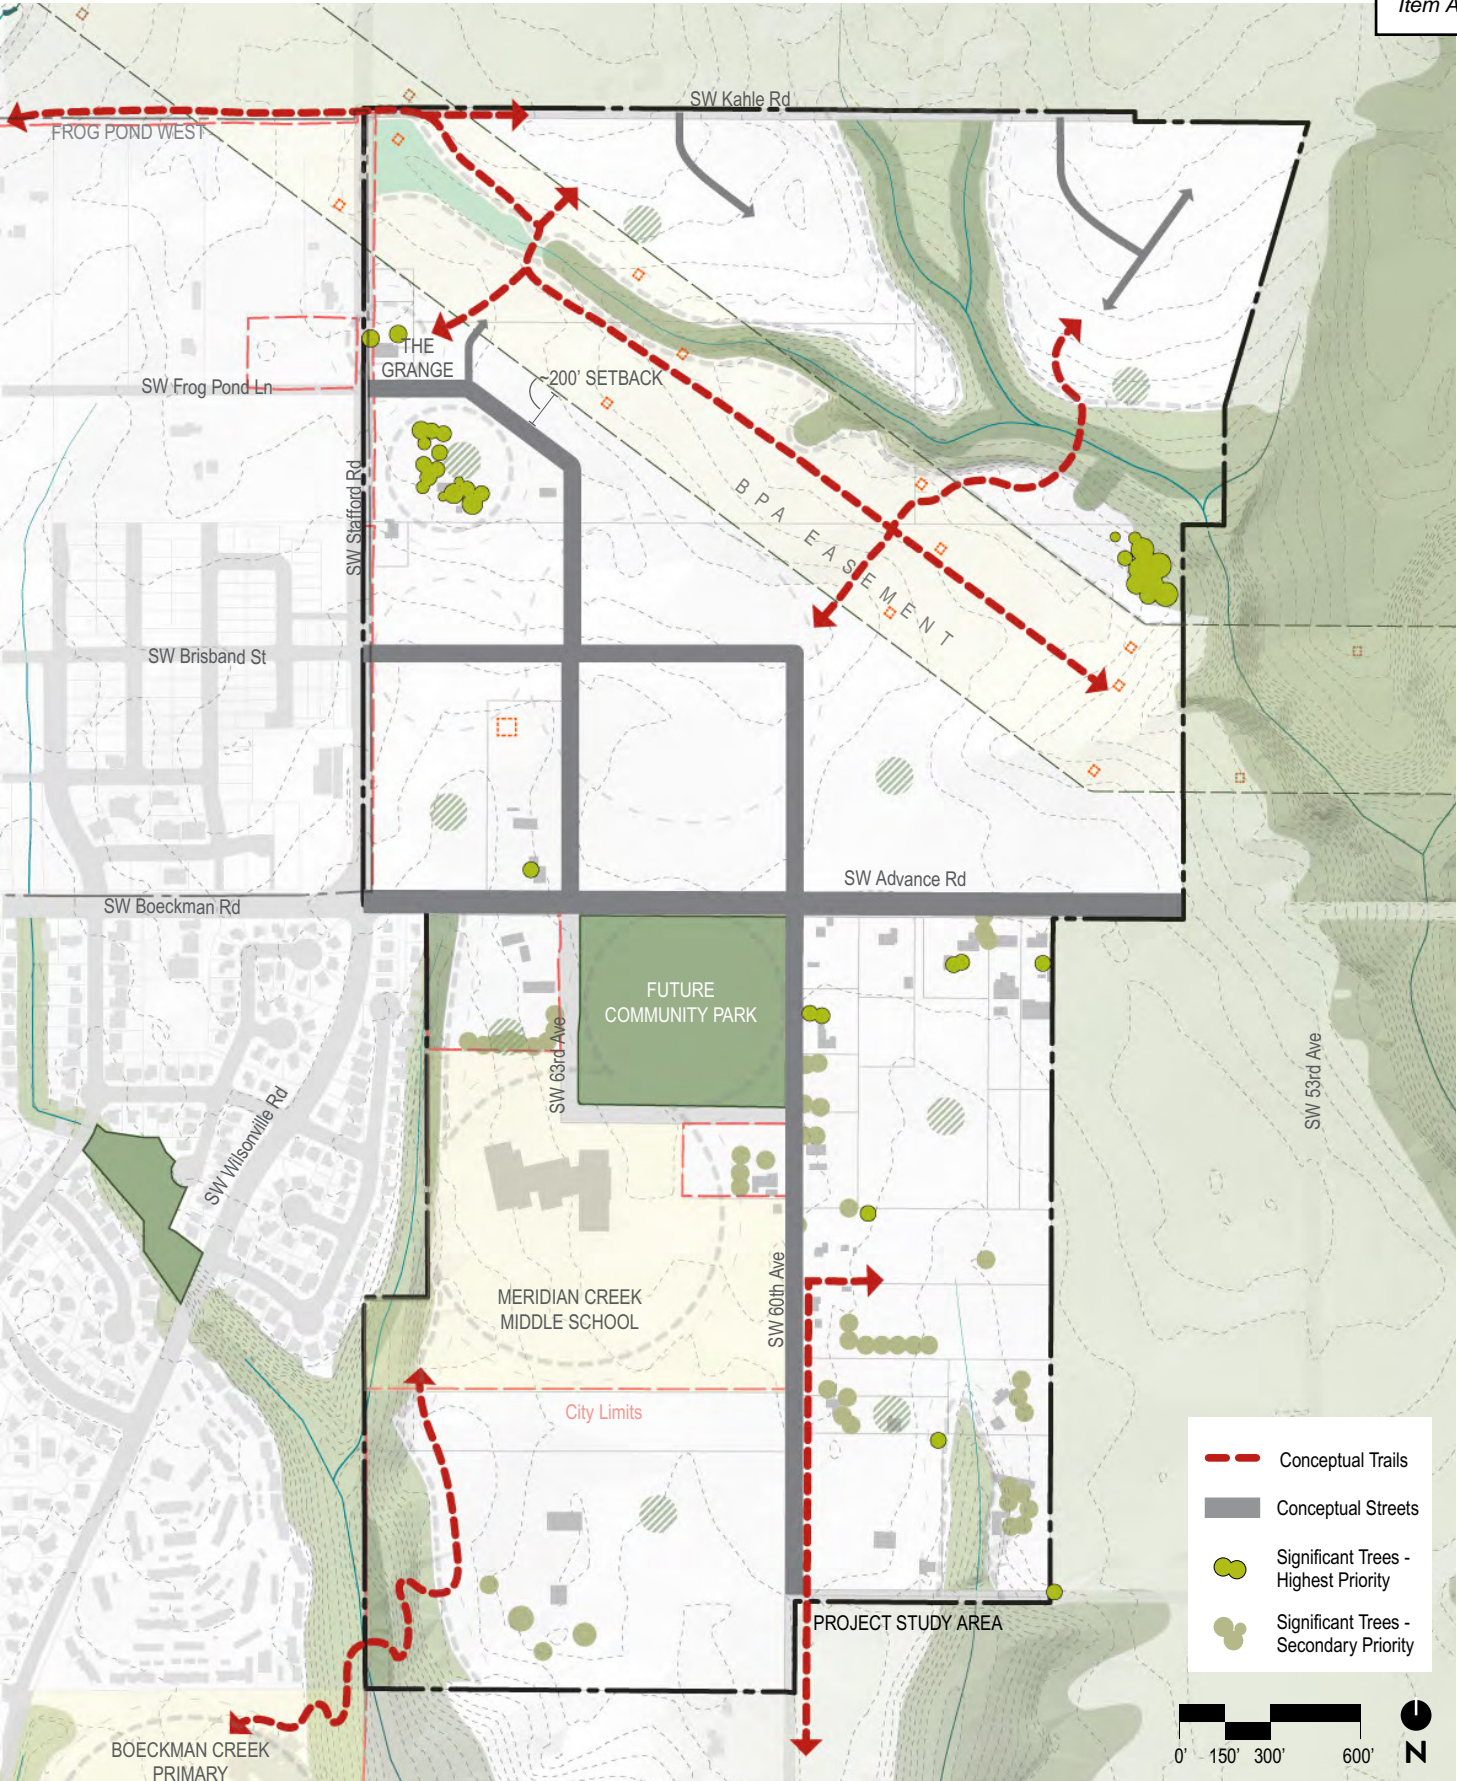 Item A
SW Kahle Rd
FROG POND WEST
THE
GRANGE
SW Frog Pond Ln
~200' SETBACK
SW Stafford Rd
BPA EASEMENT
SW Brisband St
SW Advance Rd
SW Boeckman Rd
FUTURE
COMMUNITY PARK
SW 63rd Ave
SW 53rd Ave
SW Wilsonville Rd
MERIDIAN CREEK
MIDDLE SCHOOL
SW 60th Ave
City Limits
Conceptual Trails
Conceptual Streets
Significant Trees -
Highest Priority
Significant Trees -
Secondary Priority
PROJECT STUDY AREA
BOECKMAN CREEK
PRIMARY
0' 150' 300' 600'
N